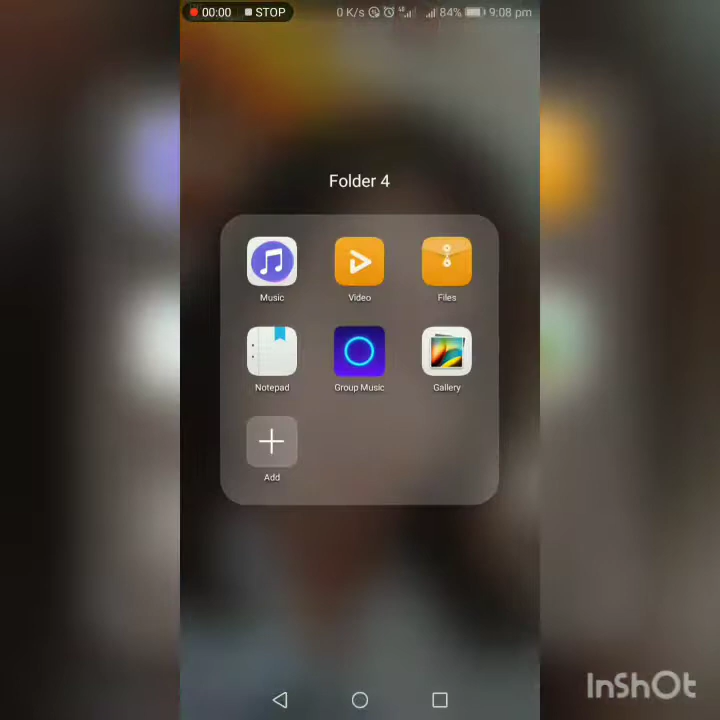 00:00 STOP 0 K/s 4G 84% 9:08 pm
Folder 4
Music Video Files
Notepad Group Music Gallery
Add
InShOt